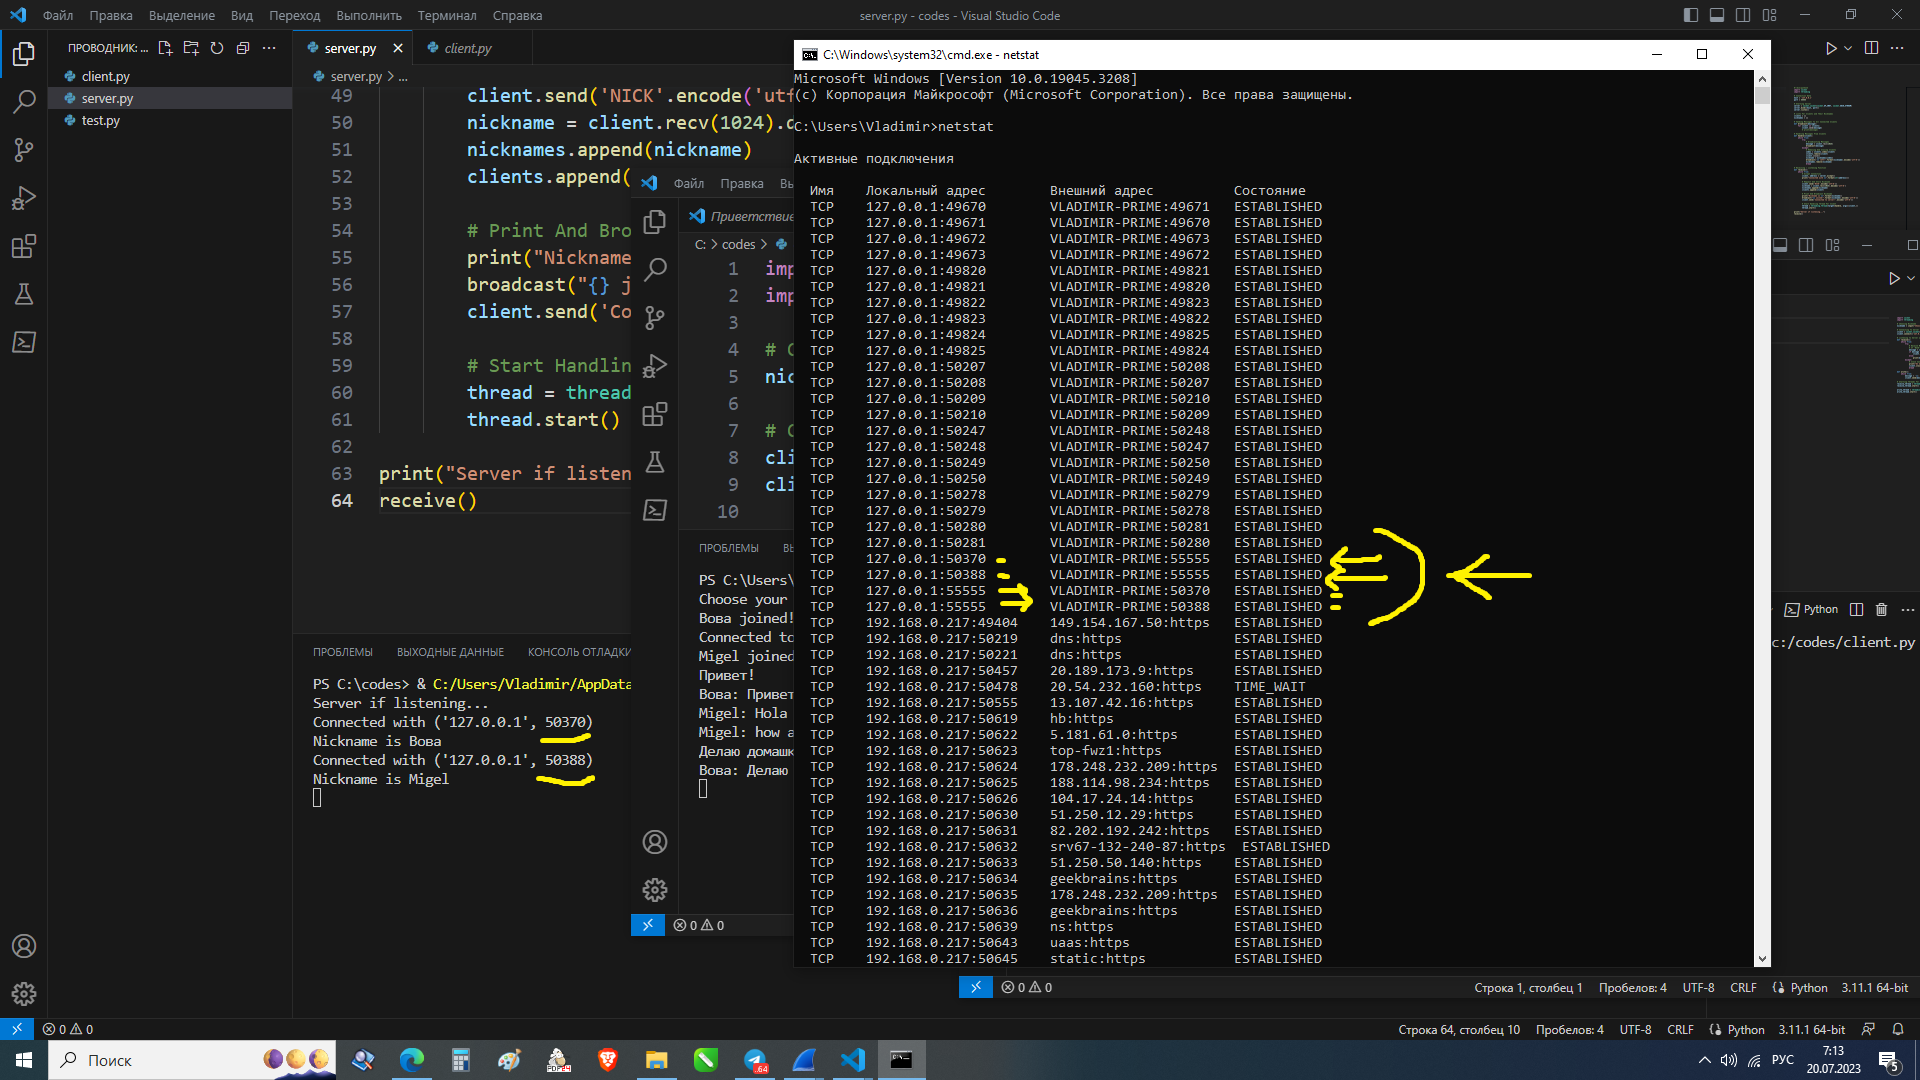 Файл Правка Выделение Вид Переход Выполнить Терминал Справка
server.py - codes - Visual Studio Code
ПРОВОДНИК: ...
client.py
server.py
test.py
server.py
client.py
server.py > ...
49 client.send('NICK'.encode('utf
50 nickname = client.recv(1024).
51 nicknames.append(nickname)
52 clients.append(
53
54 # Print And Bro
55 print("Nickname
56 broadcast("{} j
57 client.send('Co
58
59 # Start Handlin
60 thread = thread
61 thread.start()
62
63 print("Server if listen
64 receive()
ПРОБЛЕМЫ ВЫХОДНЫЕ ДАННЫЕ КОНСОЛЬ ОТЛАДКИ
PS C:\codes> & C:/Users/Vladimir/AppData
Server if listening...
Connected with ('127.0.0.1', 50370)
Nickname is Вова
Connected with ('127.0.0.1', 50388)
Nickname is Migel
Файл Правка
Приветствие
C: > codes >
1 imp
2 imp
3
4 # C
5 nic
6
7 # C
8 cli
9 cli
10
ПРОБЛЕМЫ
PS C:\Users\
Choose your
Вова joined!
Connected to
Migel joined
Привет!
Вова: Привет
Migel: Hola
Migel: how a
Делаю домашк
Вова: Делаю
0 0
C:\Windows\system32\cmd.exe - netstat
Microsoft Windows [Version 10.0.19045.3208]
(c) Корпорация Майкрософт (Microsoft Corporation). Все права защищены.
C:\Users\Vladimir>netstat
Активные подключения
Имя Локальный адрес Внешний адрес Состояние
TCP 127.0.0.1:49670 VLADIMIR-PRIME:49671 ESTABLISHED
TCP 127.0.0.1:49671 VLADIMIR-PRIME:49670 ESTABLISHED
TCP 127.0.0.1:49672 VLADIMIR-PRIME:49673 ESTABLISHED
TCP 127.0.0.1:49673 VLADIMIR-PRIME:49672 ESTABLISHED
TCP 127.0.0.1:49820 VLADIMIR-PRIME:49821 ESTABLISHED
TCP 127.0.0.1:49821 VLADIMIR-PRIME:49820 ESTABLISHED
TCP 127.0.0.1:49822 VLADIMIR-PRIME:49823 ESTABLISHED
TCP 127.0.0.1:49823 VLADIMIR-PRIME:49822 ESTABLISHED
TCP 127.0.0.1:49824 VLADIMIR-PRIME:49825 ESTABLISHED
TCP 127.0.0.1:49825 VLADIMIR-PRIME:49824 ESTABLISHED
TCP 127.0.0.1:50207 VLADIMIR-PRIME:50208 ESTABLISHED
TCP 127.0.0.1:50208 VLADIMIR-PRIME:50207 ESTABLISHED
TCP 127.0.0.1:50209 VLADIMIR-PRIME:50210 ESTABLISHED
TCP 127.0.0.1:50210 VLADIMIR-PRIME:50209 ESTABLISHED
TCP 127.0.0.1:50247 VLADIMIR-PRIME:50248 ESTABLISHED
TCP 127.0.0.1:50248 VLADIMIR-PRIME:50247 ESTABLISHED
TCP 127.0.0.1:50249 VLADIMIR-PRIME:50250 ESTABLISHED
TCP 127.0.0.1:50250 VLADIMIR-PRIME:50249 ESTABLISHED
TCP 127.0.0.1:50278 VLADIMIR-PRIME:50279 ESTABLISHED
TCP 127.0.0.1:50279 VLADIMIR-PRIME:50278 ESTABLISHED
TCP 127.0.0.1:50280 VLADIMIR-PRIME:50281 ESTABLISHED
TCP 127.0.0.1:50281 VLADIMIR-PRIME:50280 ESTABLISHED
TCP 127.0.0.1:50370 VLADIMIR-PRIME:55555 ESTABLISHED
TCP 127.0.0.1:50388 VLADIMIR-PRIME:55555 ESTABLISHED
TCP 127.0.0.1:55555 VLADIMIR-PRIME:50370 ESTABLISHED
TCP 127.0.0.1:55555 VLADIMIR-PRIME:50388 ESTABLISHED
TCP 192.168.0.217:49404 149.154.167.50:https ESTABLISHED
TCP 192.168.0.217:50219 dns:https ESTABLISHED
TCP 192.168.0.217:50221 dns:https ESTABLISHED
TCP 192.168.0.217:50457 20.189.173.9:https ESTABLISHED
TCP 192.168.0.217:50478 20.54.232.160:https TIME_WAIT
TCP 192.168.0.217:50555 13.107.42.16:https ESTABLISHED
TCP 192.168.0.217:50619 hb:https ESTABLISHED
TCP 192.168.0.217:50622 5.181.61.0:https ESTABLISHED
TCP 192.168.0.217:50623 top-fwz1:https ESTABLISHED
TCP 192.168.0.217:50624 178.248.232.209:https ESTABLISHED
TCP 192.168.0.217:50625 188.114.98.234:https ESTABLISHED
TCP 192.168.0.217:50626 104.17.24.14:https ESTABLISHED
TCP 192.168.0.217:50630 51.250.12.29:https ESTABLISHED
TCP 192.168.0.217:50631 82.202.192.242:https ESTABLISHED
TCP 192.168.0.217:50632 srv67-132-240-87:https ESTABLISHED
TCP 192.168.0.217:50633 51.250.50.140:https ESTABLISHED
TCP 192.168.0.217:50634 geekbrains:https ESTABLISHED
TCP 192.168.0.217:50635 178.248.232.209:https ESTABLISHED
TCP 192.168.0.217:50636 geekbrains:https ESTABLISHED
TCP 192.168.0.217:50639 ns:https ESTABLISHED
TCP 192.168.0.217:50643 uaas:https ESTABLISHED
TCP 192.168.0.217:50645 static:https ESTABLISHED
Python
c:/codes/client.py
0 0 Строка 1, столбец 1 Пробелов: 4 UTF-8 CRLF Python 3.11.1 64-bit
0 0 Строка 64, столбец 10 Пробелов: 4 UTF-8 CRLF Python 3.11.1 64-bit
Поиск
.64
РУС
7:13
20.07.2023
5